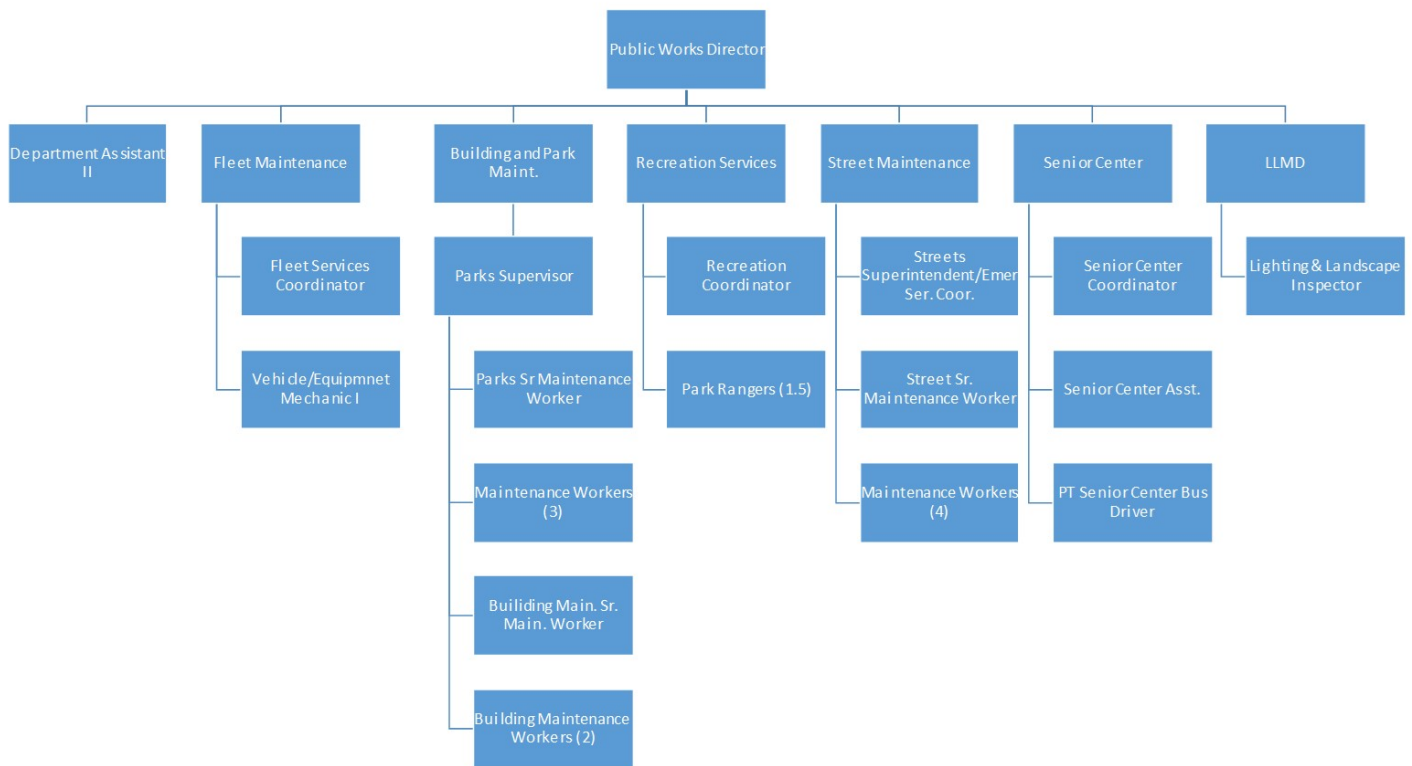 Public Works Director
Department Assistant
II
Fleet Maintenance
Building and Park
Maint.
Recreation Services
Street Maintenance
Senior Center
LLMD
Fleet Services
Coordinator
Parks Supervisor
Recreation
Coordinator
Streets
Superintendent/Emer
Ser. Coor.
Senior Center
Coordinator
Lighting & Landscape
Inspector
Vehicle/Equipmnet
Mechanic I
Parks Sr Maintenance
Worker
Park Rangers (1.5)
Street Sr.
Maintenance Worker
Senior Center Asst.
Maintenance Workers
(3)
Maintenance Workers
(4)
PT Senior Center Bus
Driver
Builiding Main. Sr.
Main. Worker
Building Maintenance
Workers (2)